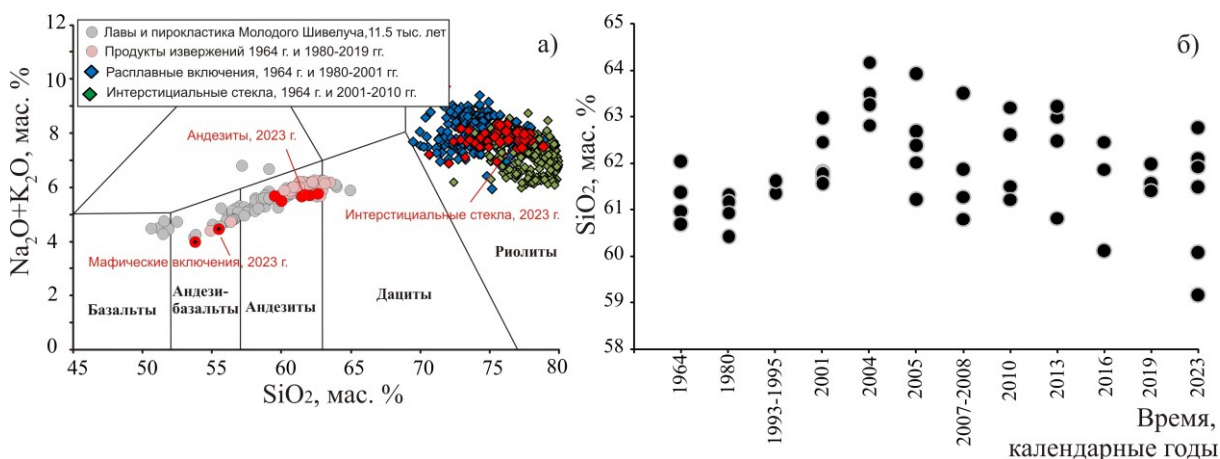 Na2O+K2O, мас. %
12
10
8
6
4
2
0
45
50
55
60
65
70
75
80
SiO2, мас. %
а)
Лавы и пирокластика Молодого Шивелуча,11.5 тыс. лет
Продукты извержений 1964 г. и 1980-2019 гг.
Расплавные включения, 1964 г. и 1980-2001 гг.
Интерстициальные стекла, 1964 г. и 2001-2010 гг.
Андезиты, 2023 г.
Интерстициальные стекла, 2023 г.
Мафические включения, 2023 г.
Базальты
Андези-
базальты
Андезиты
Дациты
Риолиты
б)
SiO2, мас. %
65
64
63
62
61
60
59
58
1964
1980
1993-1995
2001
2004
2005
2007-2008
2010
2013
2016
2019
2023
Время,
календарные годы